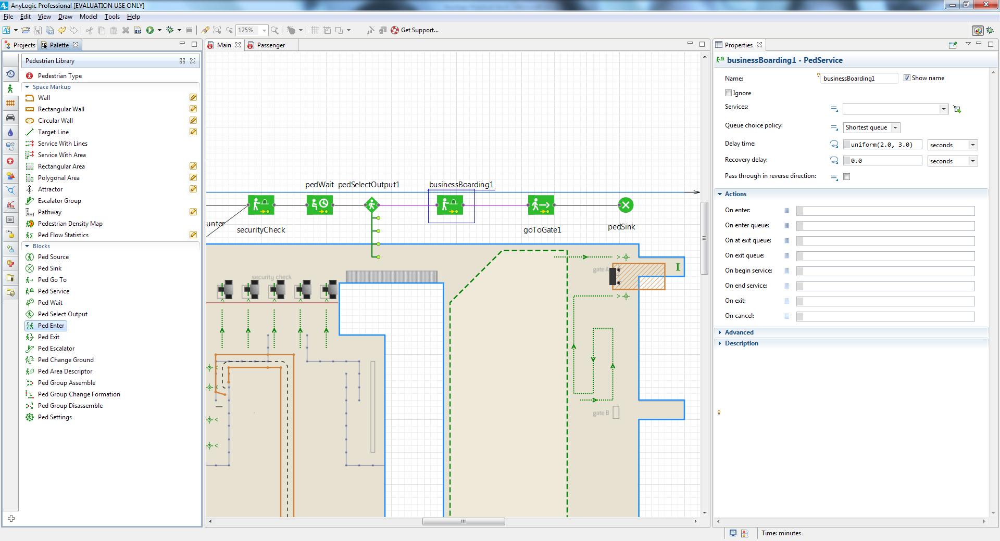 AnyLogic Professional [EVALUATION USE ONLY]
File Edit View Draw Model Tools Help
125% Get Support...
Projects Palette
Pedestrian Library
Pedestrian Type
Space Markup
Wall
Rectangular Wall
Circular Wall
Target Line
Service With Lines
Service With Area
Rectangular Area
Polygonal Area
Attractor
Escalator Group
Pathway
Pedestrian Density Map
Ped Flow Statistics
Blocks
Ped Source
Ped Sink
Ped Go To
Ped Service
Ped Wait
Ped Select Output
Ped Enter
Ped Exit
Ped Escalator
Ped Change Ground
Ped Area Descriptor
Ped Group Assemble
Ped Group Change Formation
Ped Group Disassemble
Ped Settings
Main Passenger
pedWait pedSelectOutput1 businessBoarding1
unter securityCheck goToGate1 pedSink
security check
gate A
gate B
Properties
businessBoarding1 - PedService
Name: businessBoarding1 Show name
Ignore
Services:
Queue choice policy: Shortest queue
Delay time: uniform(2.0, 3.0) seconds
Recovery delay: 0.0 seconds
Pass through in reverse direction:
Actions
On enter:
On enter queue:
On at exit queue:
On exit queue:
On begin service:
On end service:
On exit:
On cancel:
Advanced
Description
Time: minutes